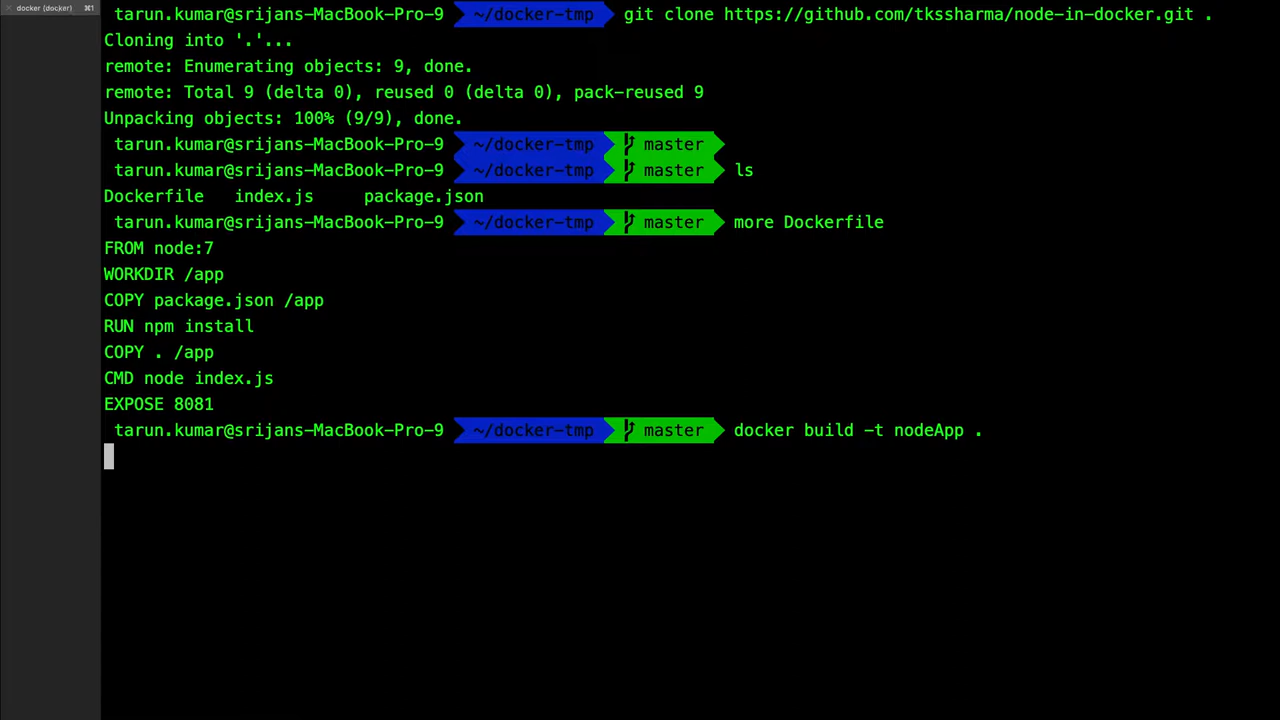 docker (docker) ⌘1
tarun.kumar@srijans-MacBook-Pro-9 ~/docker-tmp git clone https://github.com/tkssharma/node-in-docker.git .
Cloning into '.'...
remote: Enumerating objects: 9, done.
remote: Total 9 (delta 0), reused 0 (delta 0), pack-reused 9
Unpacking objects: 100% (9/9), done.
tarun.kumar@srijans-MacBook-Pro-9 ~/docker-tmp master
tarun.kumar@srijans-MacBook-Pro-9 ~/docker-tmp master ls
Dockerfile index.js package.json
tarun.kumar@srijans-MacBook-Pro-9 ~/docker-tmp master more Dockerfile
FROM node:7
WORKDIR /app
COPY package.json /app
RUN npm install
COPY . /app
CMD node index.js
EXPOSE 8081
tarun.kumar@srijans-MacBook-Pro-9 ~/docker-tmp master docker build -t nodeApp .